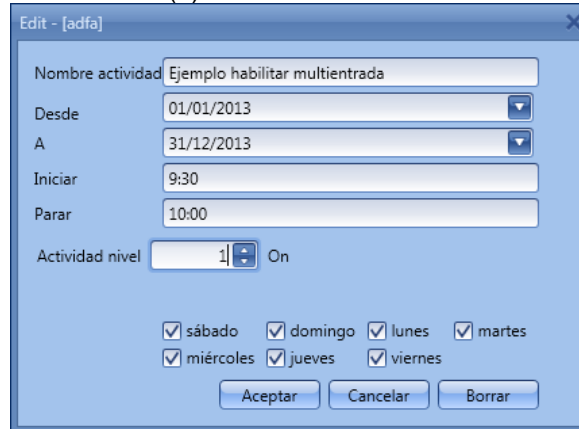 Edit - [adfa]
Nombre actividad Ejemplo habilitar multientrada
Desde 01/01/2013
A 31/12/2013
Iniciar 9:30
Parar 10:00
Actividad nivel 1 On
sábado domingo lunes martes
miércoles jueves viernes
Aceptar Cancelar Borrar